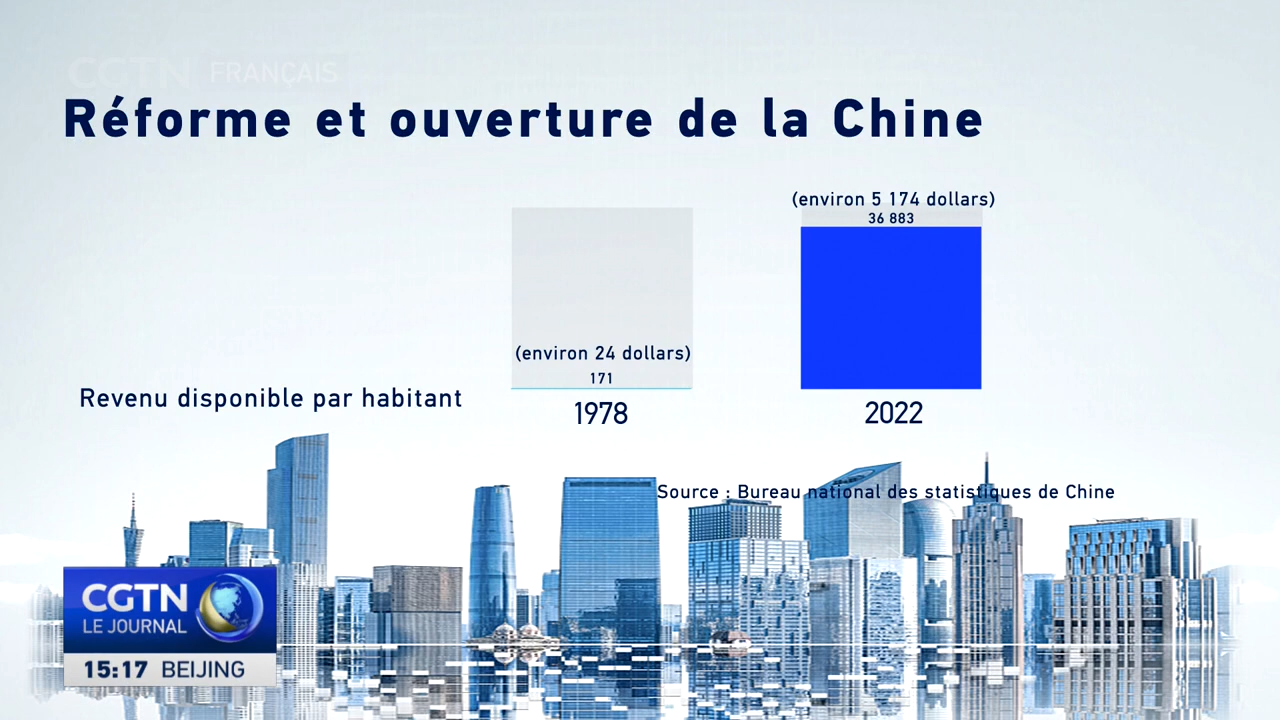 CGTN FRANÇAIS
Réforme et ouverture de la Chine
(environ 5 174 dollars)
36 883
(environ 24 dollars)
171
Revenu disponible par habitant
1978
2022
Source : Bureau national des statistiques de Chine
CGTN
LE JOURNAL
15:17 BEIJING